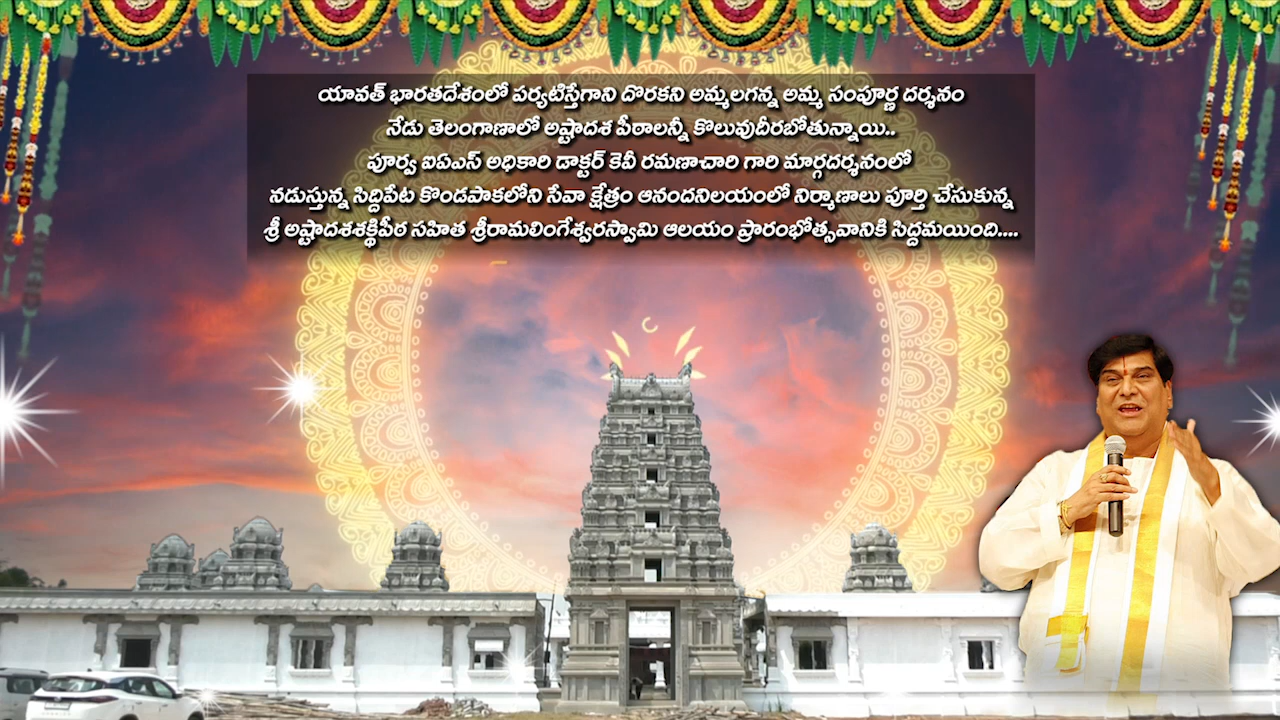 యావత్ భారతదేశంలో పర్యటిస్తేగాని దొరకని అమ్మలగన్న అమ్మ సంపూర్ణ దర్శనం
నేడు తెలంగాణాలో అష్టాదశ పీఠాలన్నీ కొలువుదీరబోతున్నాయి..
పూర్వ ఐఏఎస్ అధికారి డాక్టర్ కెవీ రమణాచారి గారి మార్గదర్శనంలో
నడుస్తున్న సిద్దిపేట కొండపాకలోని సేవా క్షేత్రం ఆనందనిలయంలో నిర్మాణాలు పూర్తి చేసుకున్న
శ్రీ అష్టాదశశక్థిపీఠ సహిత శ్రీరామలింగేశ్వరస్వామి ఆలయం ప్రారంభోత్సవానికి సిద్దమయింది....